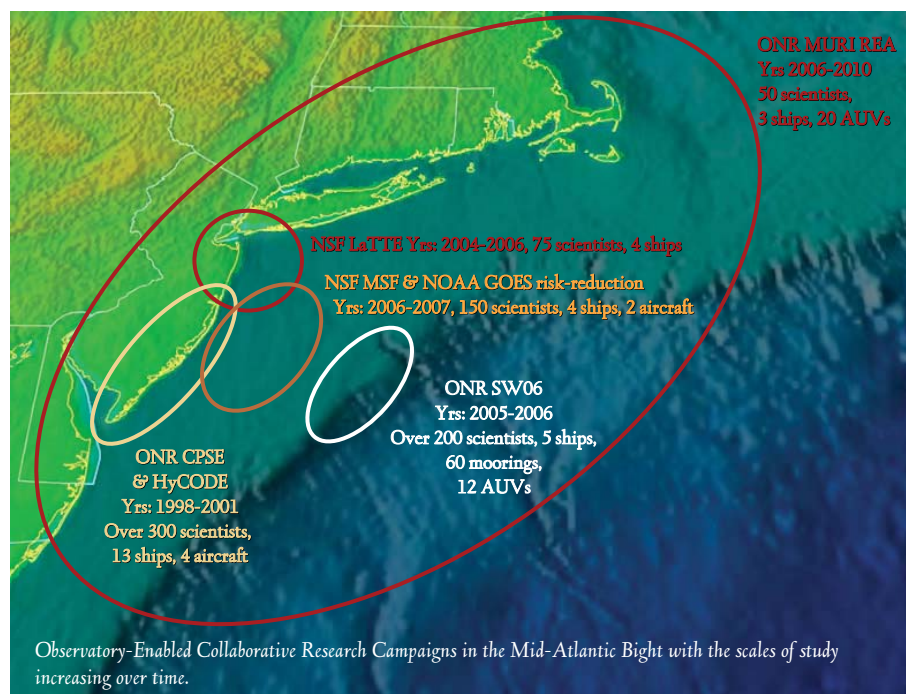 ONR MURI REA
Yrs 2006-2010
50 scientists,
3 ships, 20 AUVs
NSF LaTTE Yrs: 2004-2006, 75 scientists, 4 ships
NSF MSF & NOAA GOES risk-reduction
Yrs: 2006-2007, 150 scientists, 4 ships, 2 aircraft
ONR SW06
Yrs: 2005-2006
Over 200 scientists, 5 ships,
60 moorings,
12 AUVs
ONR CPSE
& HyCODE
Yrs: 1998-2001
Over 300 scientists,
13 ships, 4 aircraft
Observatory-Enabled Collaborative Research Campaigns in the Mid-Atlantic Bight with the scales of study
increasing over time.